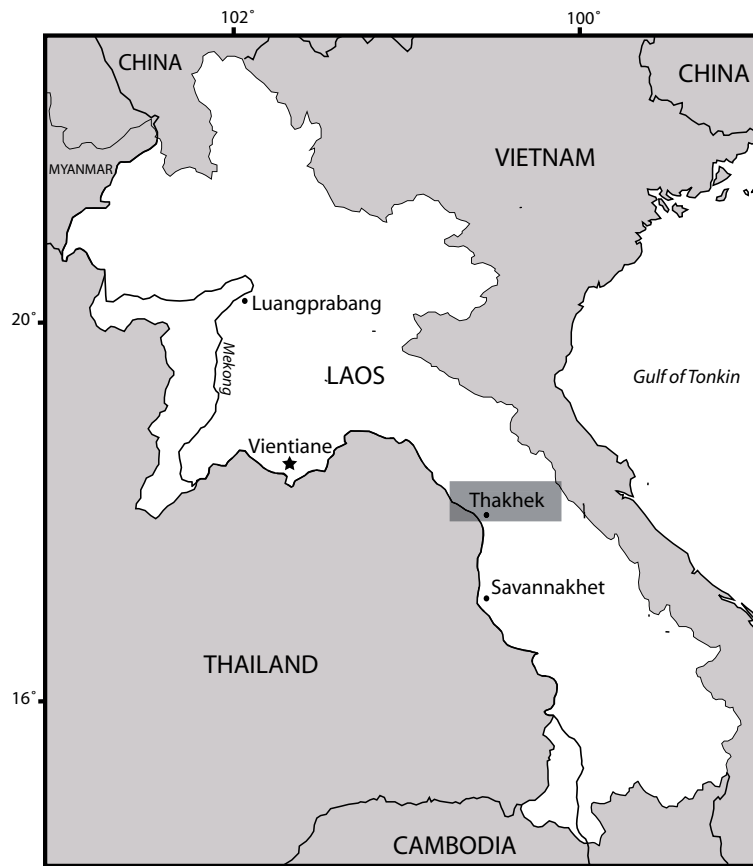 102°
100°
CHINA
CHINA
VIETNAM
MYANMAR
Luangprabang
20°
Mekong
LAOS
Gulf of Tonkin
Vientiane
Thakhek
Savannakhet
THAILAND
16°
CAMBODIA